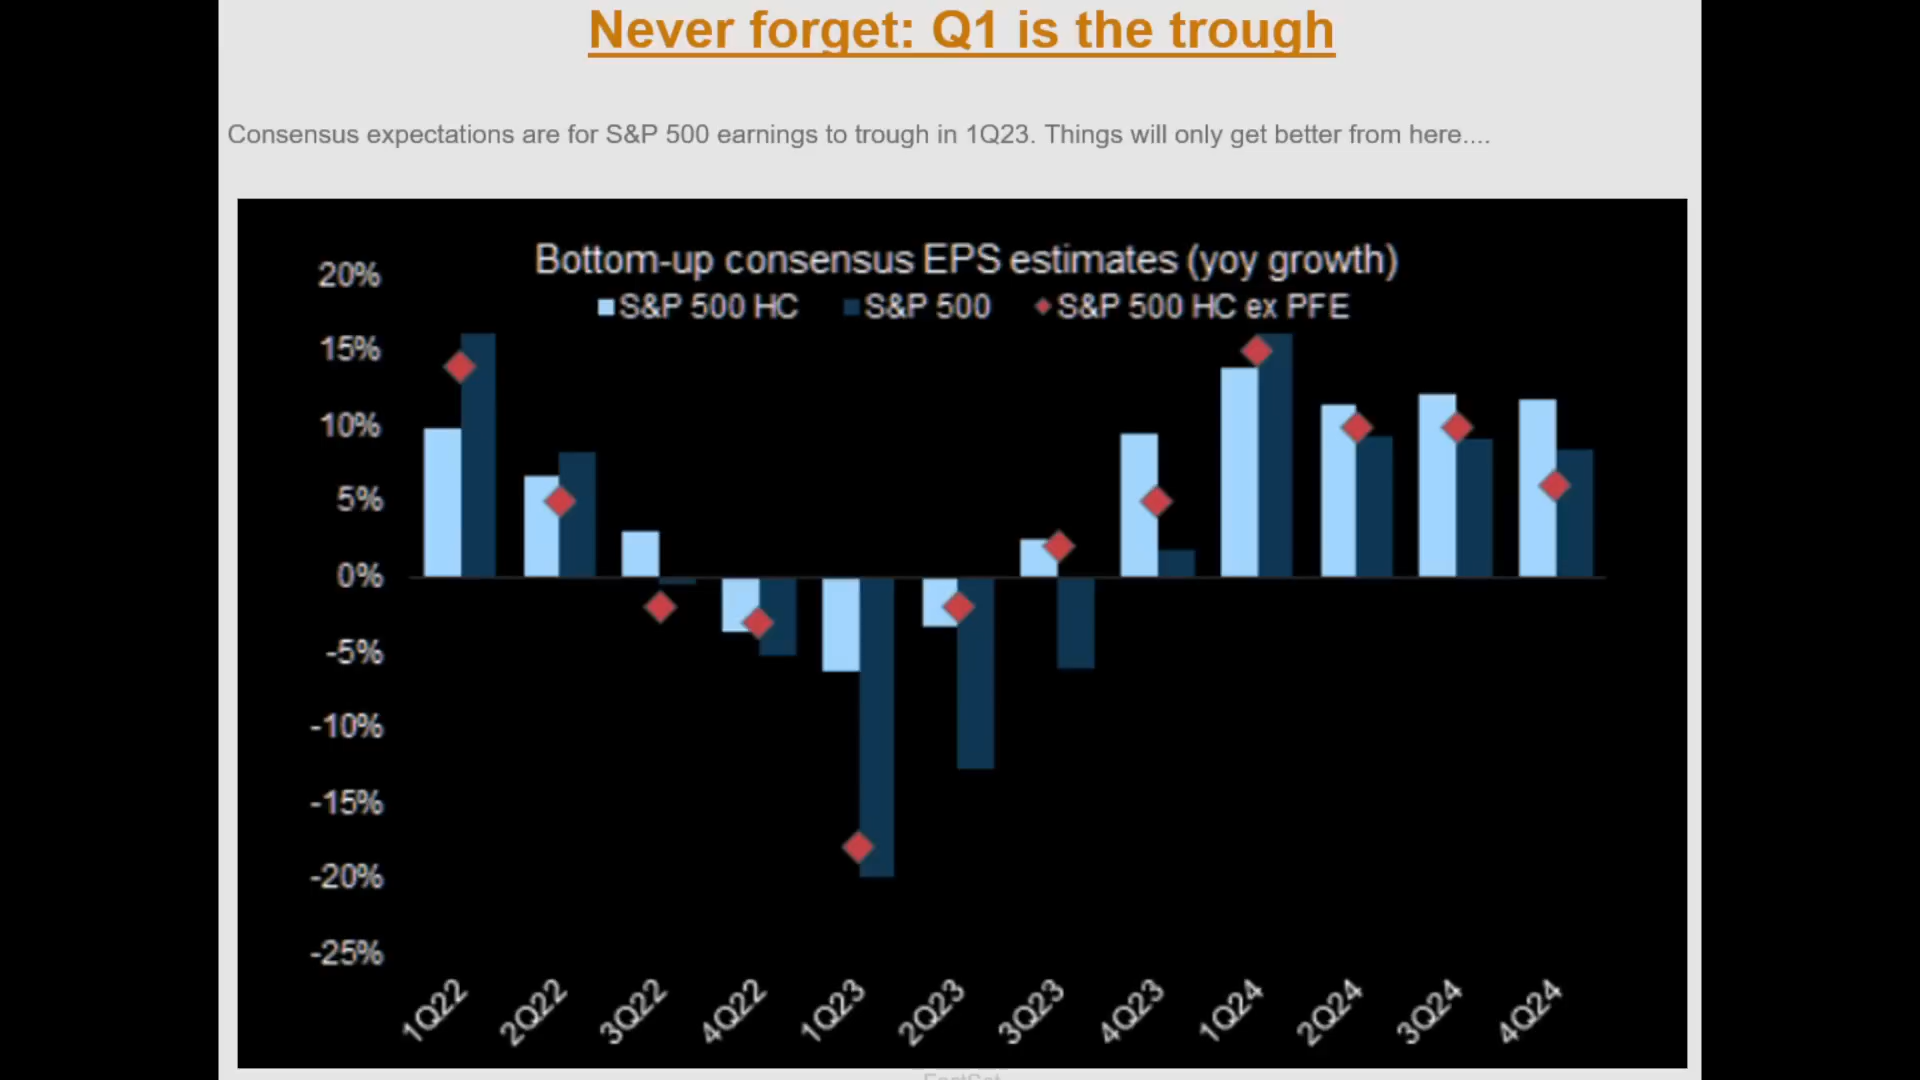 Never forget: Q1 is the trough
Consensus expectations are for S&P 500 earnings to trough in 1Q23. Things will only get better from here....
Bottom-up consensus EPS estimates (yoy growth)
S&P 500 HC S&P 500 S&P 500 HC ex PFE
20%
15%
10%
5%
0%
-5%
-10%
-15%
-20%
-25%
1Q22 2Q22 3Q22 4Q22 1Q23 2Q23 3Q23 4Q23 1Q24 2Q24 3Q24 4Q24